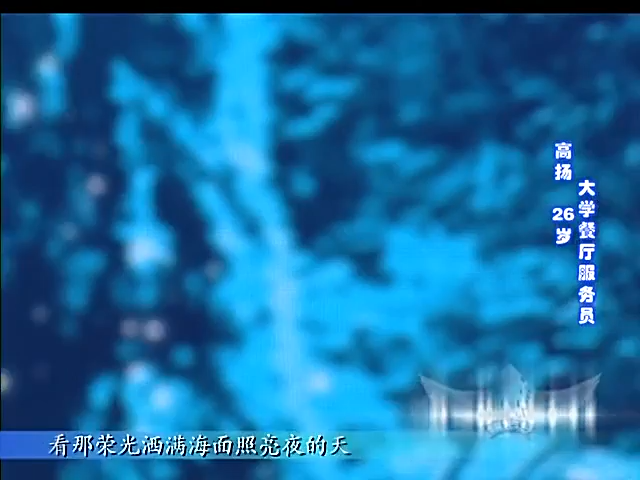 高扬 26岁
大学餐厅服务员
看那荣光洒满海面照亮夜的天